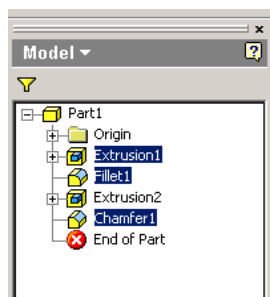 Model
Part1
Origin
Extrusion1
Fillet1
Extrusion2
Chamfer1
End of Part